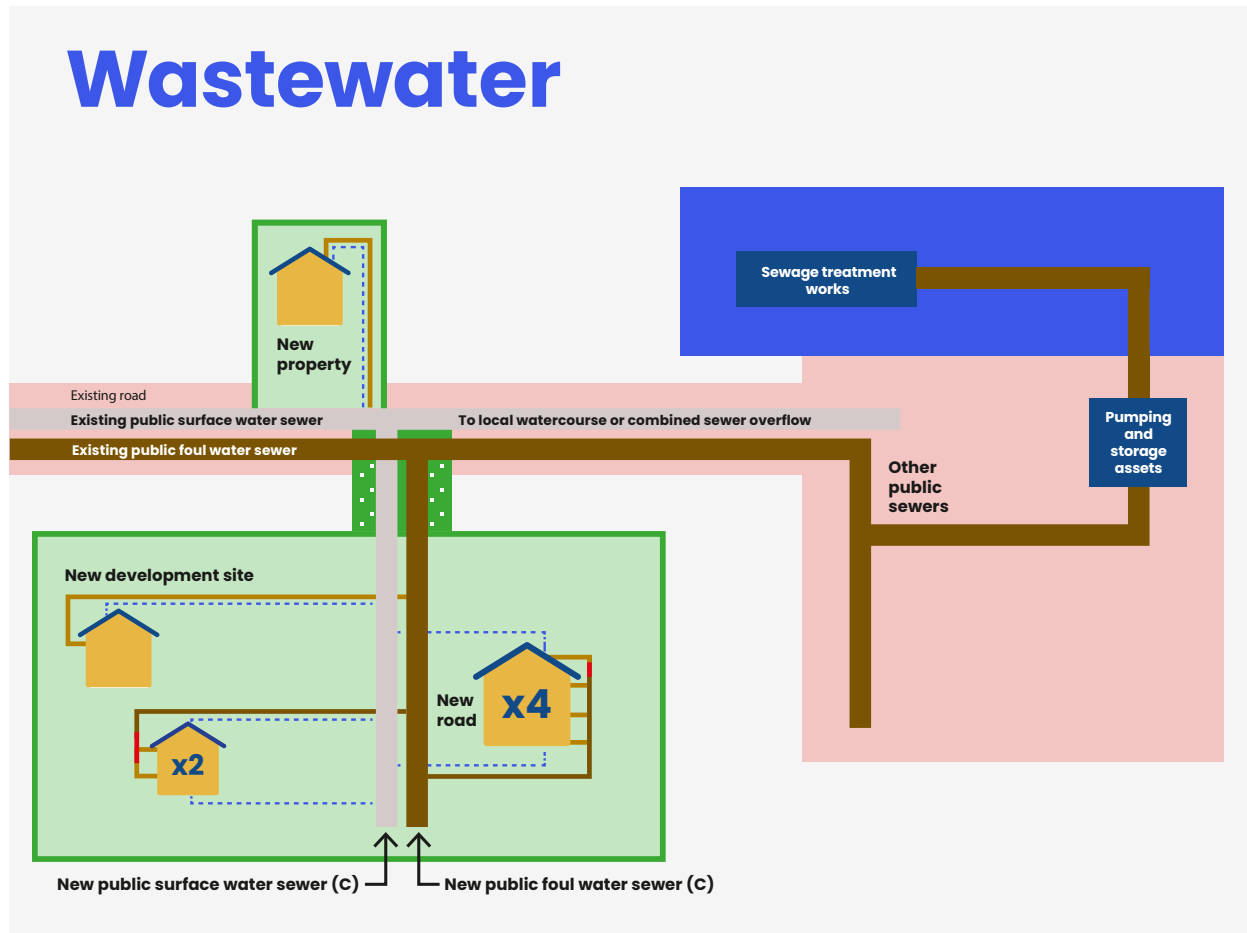 Wastewater
Sewage treatment
works
New
property
Existing road
Existing public surface water sewer
To local watercourse or combined sewer overflow
Existing public foul water sewer
Pumping
and
storage
assets
Other
public
sewers
New development site
New
road
x4
x2
New public surface water sewer (C)
New public foul water sewer (C)